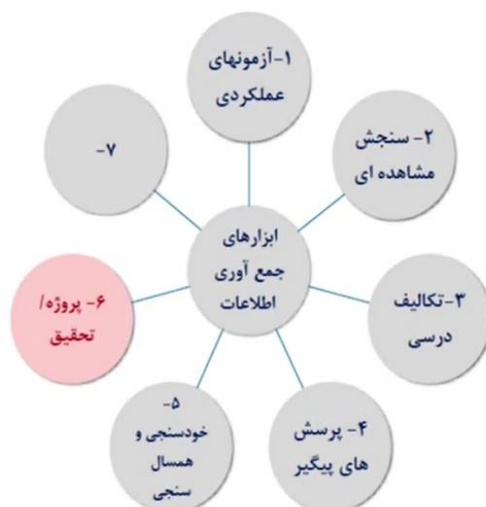 ۱-آزمونهای
عملکردی
۲- سنجش
مشاهده ای
۳-تکالیف
درسی
۴- پرسش
های پیگیر
۵-
خودسنجی و
همسال
سنجی
۶- پروژه/
تحقیق
۷-
ابزارهای
جمع آوری
اطلاعات